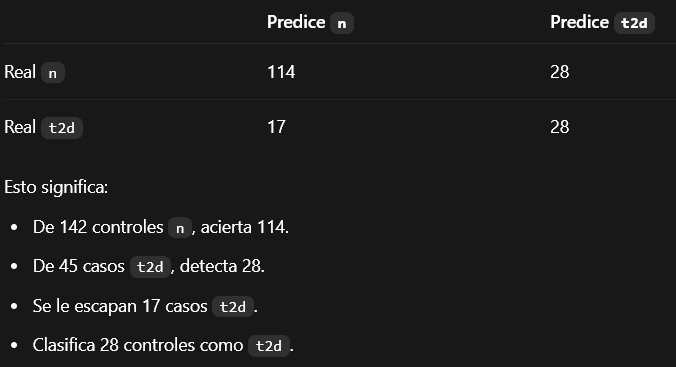 Predice n Predice t2d
Real n 114 28
Real t2d 17 28
Esto significa:
• De 142 controles n, acierta 114.
• De 45 casos t2d, detecta 28.
• Se le escapan 17 casos t2d.
• Clasifica 28 controles como t2d.